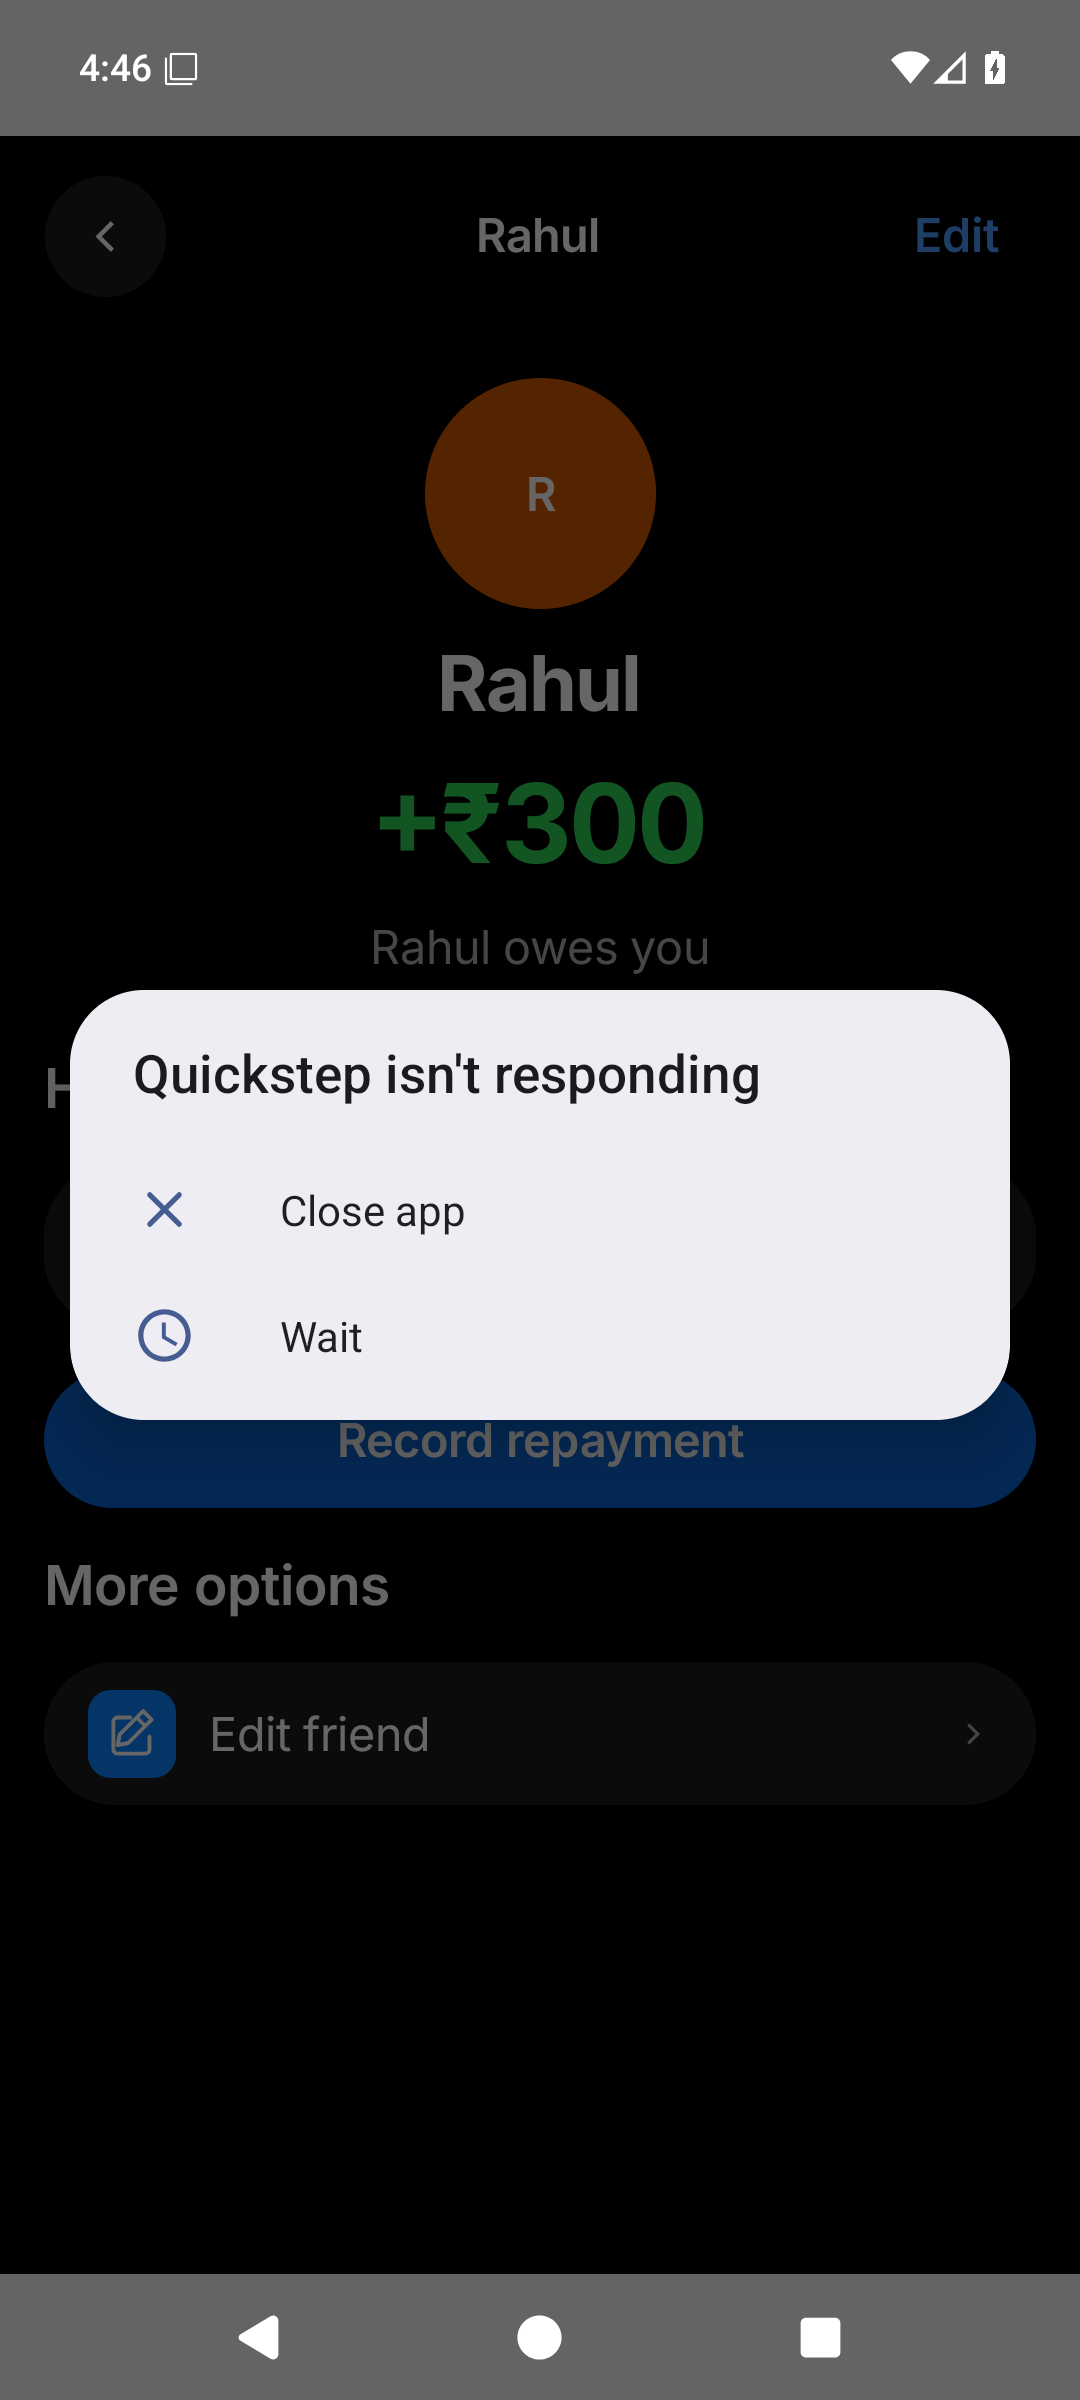 4:46
Rahul
Edit
R
Rahul
+₹300
Rahul owes you
Quickstep isn't responding
Close app
Wait
Record repayment
More options
Edit friend